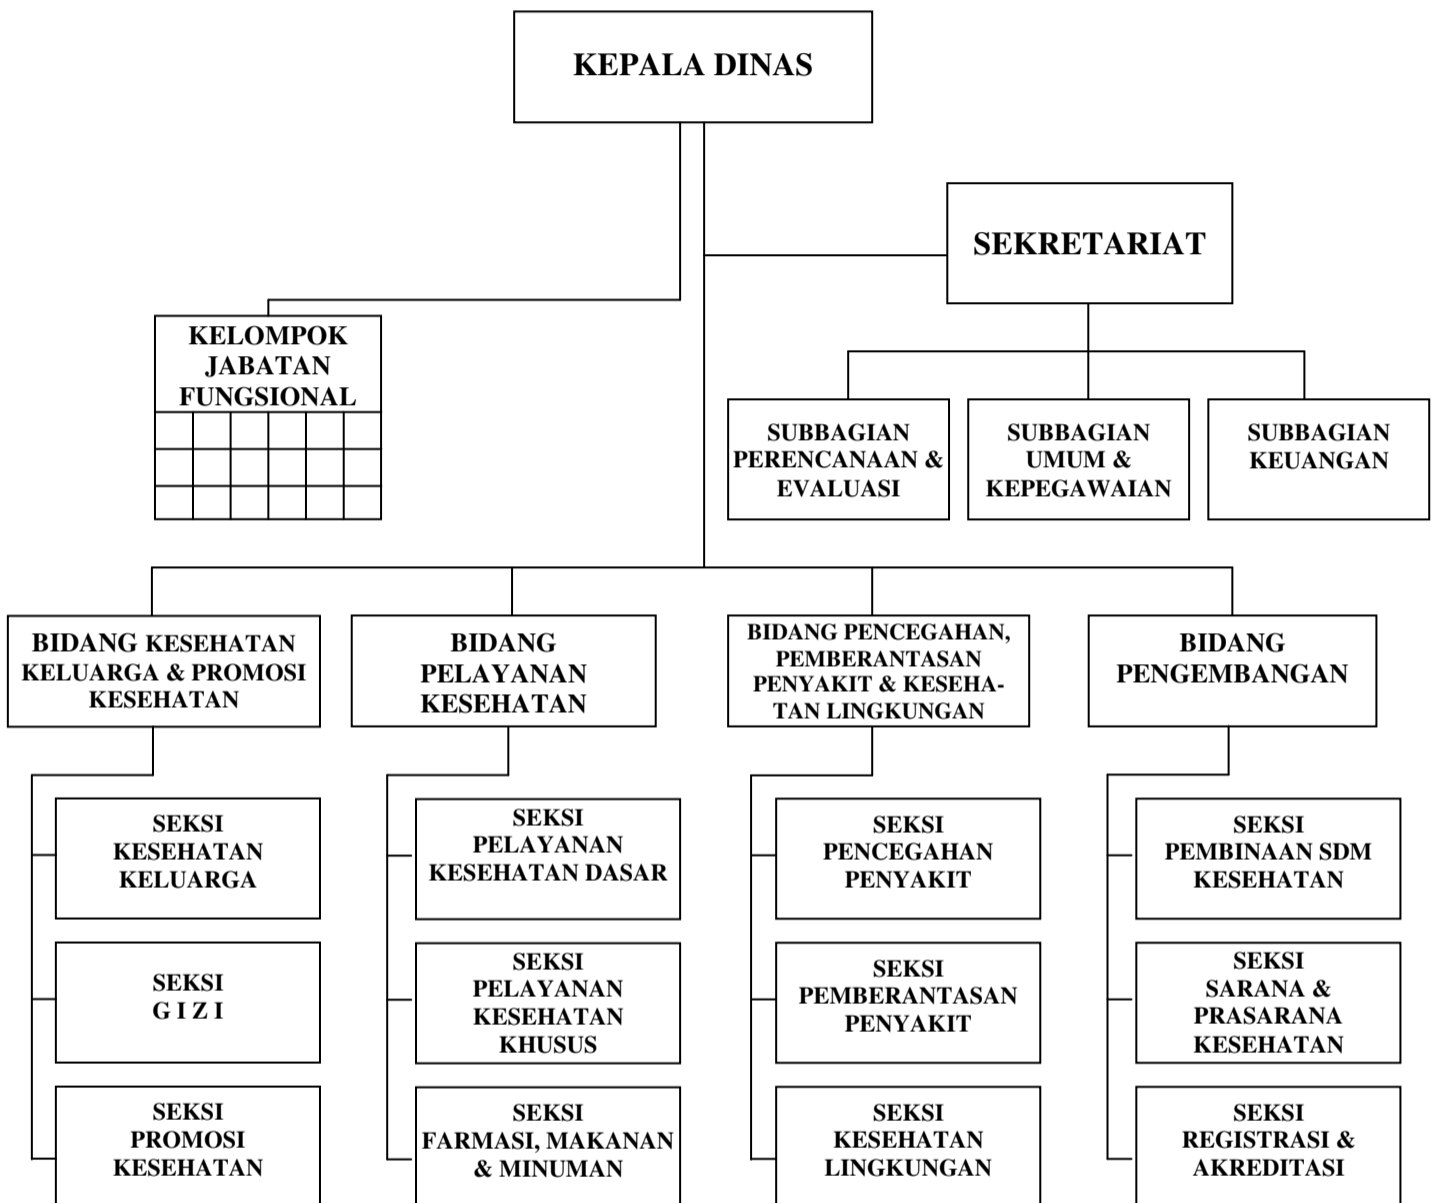 KEPALA DINAS
SEKRETARIAT
KELOMPOK
JABATAN
FUNGSIONAL
SUBBAGIAN
PERENCANAAN &
EVALUASI
SUBBAGIAN
UMUM &
KEPEGAWAIAN
SUBBAGIAN
KEUANGAN
BIDANG KESEHATAN
KELUARGA & PROMOSI
KESEHATAN
BIDANG
PELAYANAN
KESEHATAN
BIDANG PENCEGAHAN,
PEMBERANTASAN
PENYAKIT & KESEHA-
TAN LINGKUNGAN
BIDANG
PENGEMBANGAN
SEKSI
KESEHATAN
KELUARGA
SEKSI
PELAYANAN
KESEHATAN DASAR
SEKSI
PENCEGAHAN
PENYAKIT
SEKSI
PEMBINAAN SDM
KESEHATAN
SEKSI
G I Z I
SEKSI
PELAYANAN
KESEHATAN
KHUSUS
SEKSI
PEMBERANTASAN
PENYAKIT
SEKSI
SARANA &
PRASARANA
KESEHATAN
SEKSI
PROMOSI
KESEHATAN
SEKSI
FARMASI, MAKANAN
& MINUMAN
SEKSI
KESEHATAN
LINGKUNGAN
SEKSI
REGISTRASI &
AKREDITASI